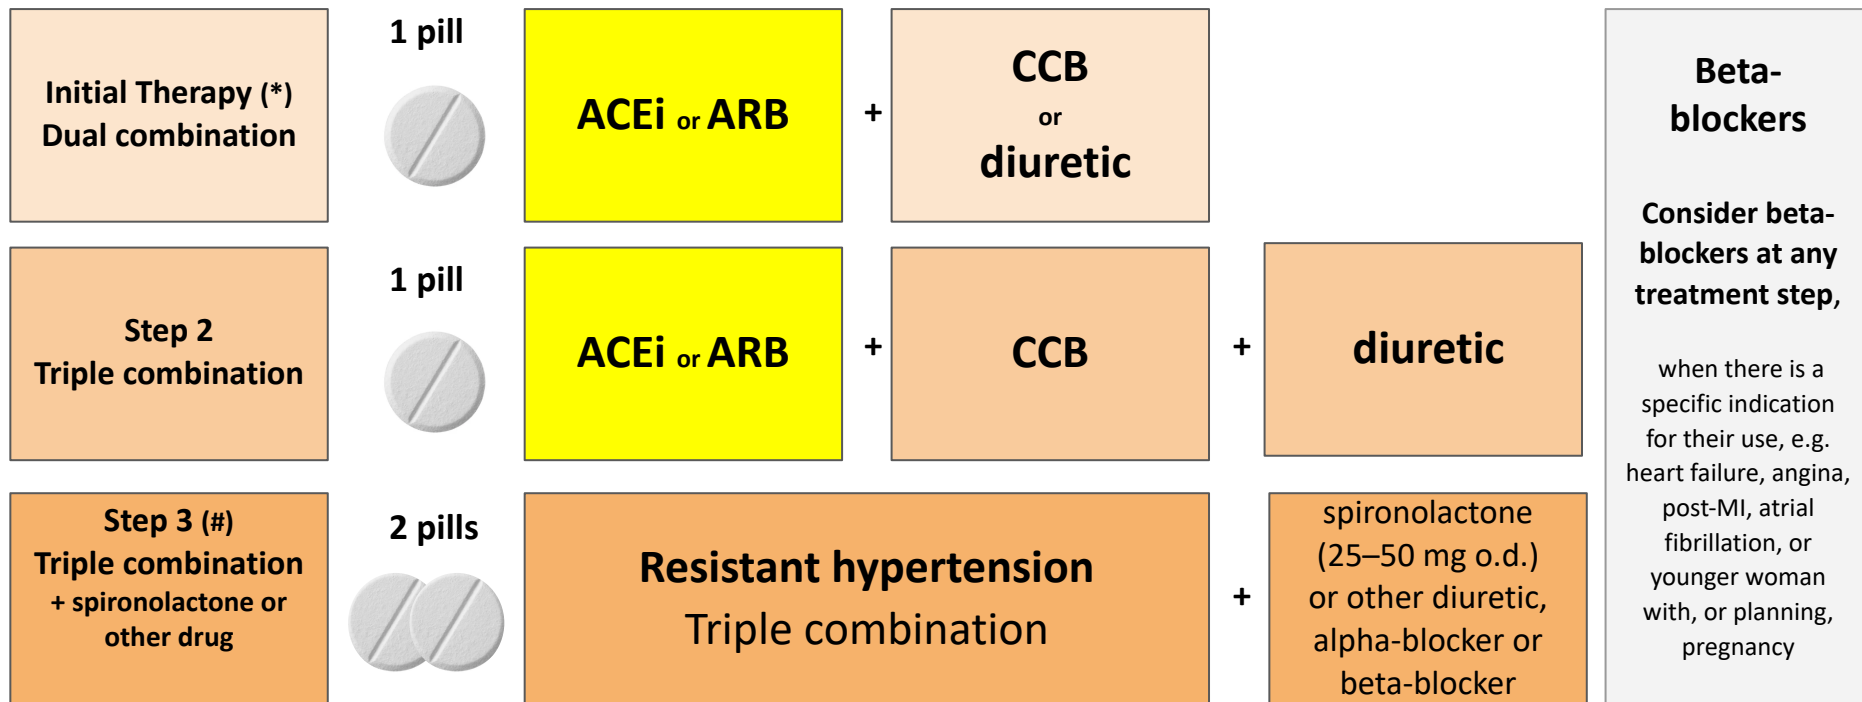 Initial Therapy (*)
Dual combination
1 pill
ACEi or ARB
+
CCB
or
diuretic
Step 2
Triple combination
1 pill
ACEi or ARB
+
CCB
+
diuretic
Step 3 (#)
Triple combination
+ spironolactone or
other drug
2 pills
Resistant hypertension
Triple combination
+
spironolactone
(25–50 mg o.d.)
or other diuretic,
alpha-blocker or
beta-blocker
Beta-
blockers
Consider beta-
blockers at any
treatment step,
when there is a
specific indication
for their use, e.g.
heart failure, angina,
post-MI, atrial
fibrillation, or
younger woman
with, or planning,
pregnancy